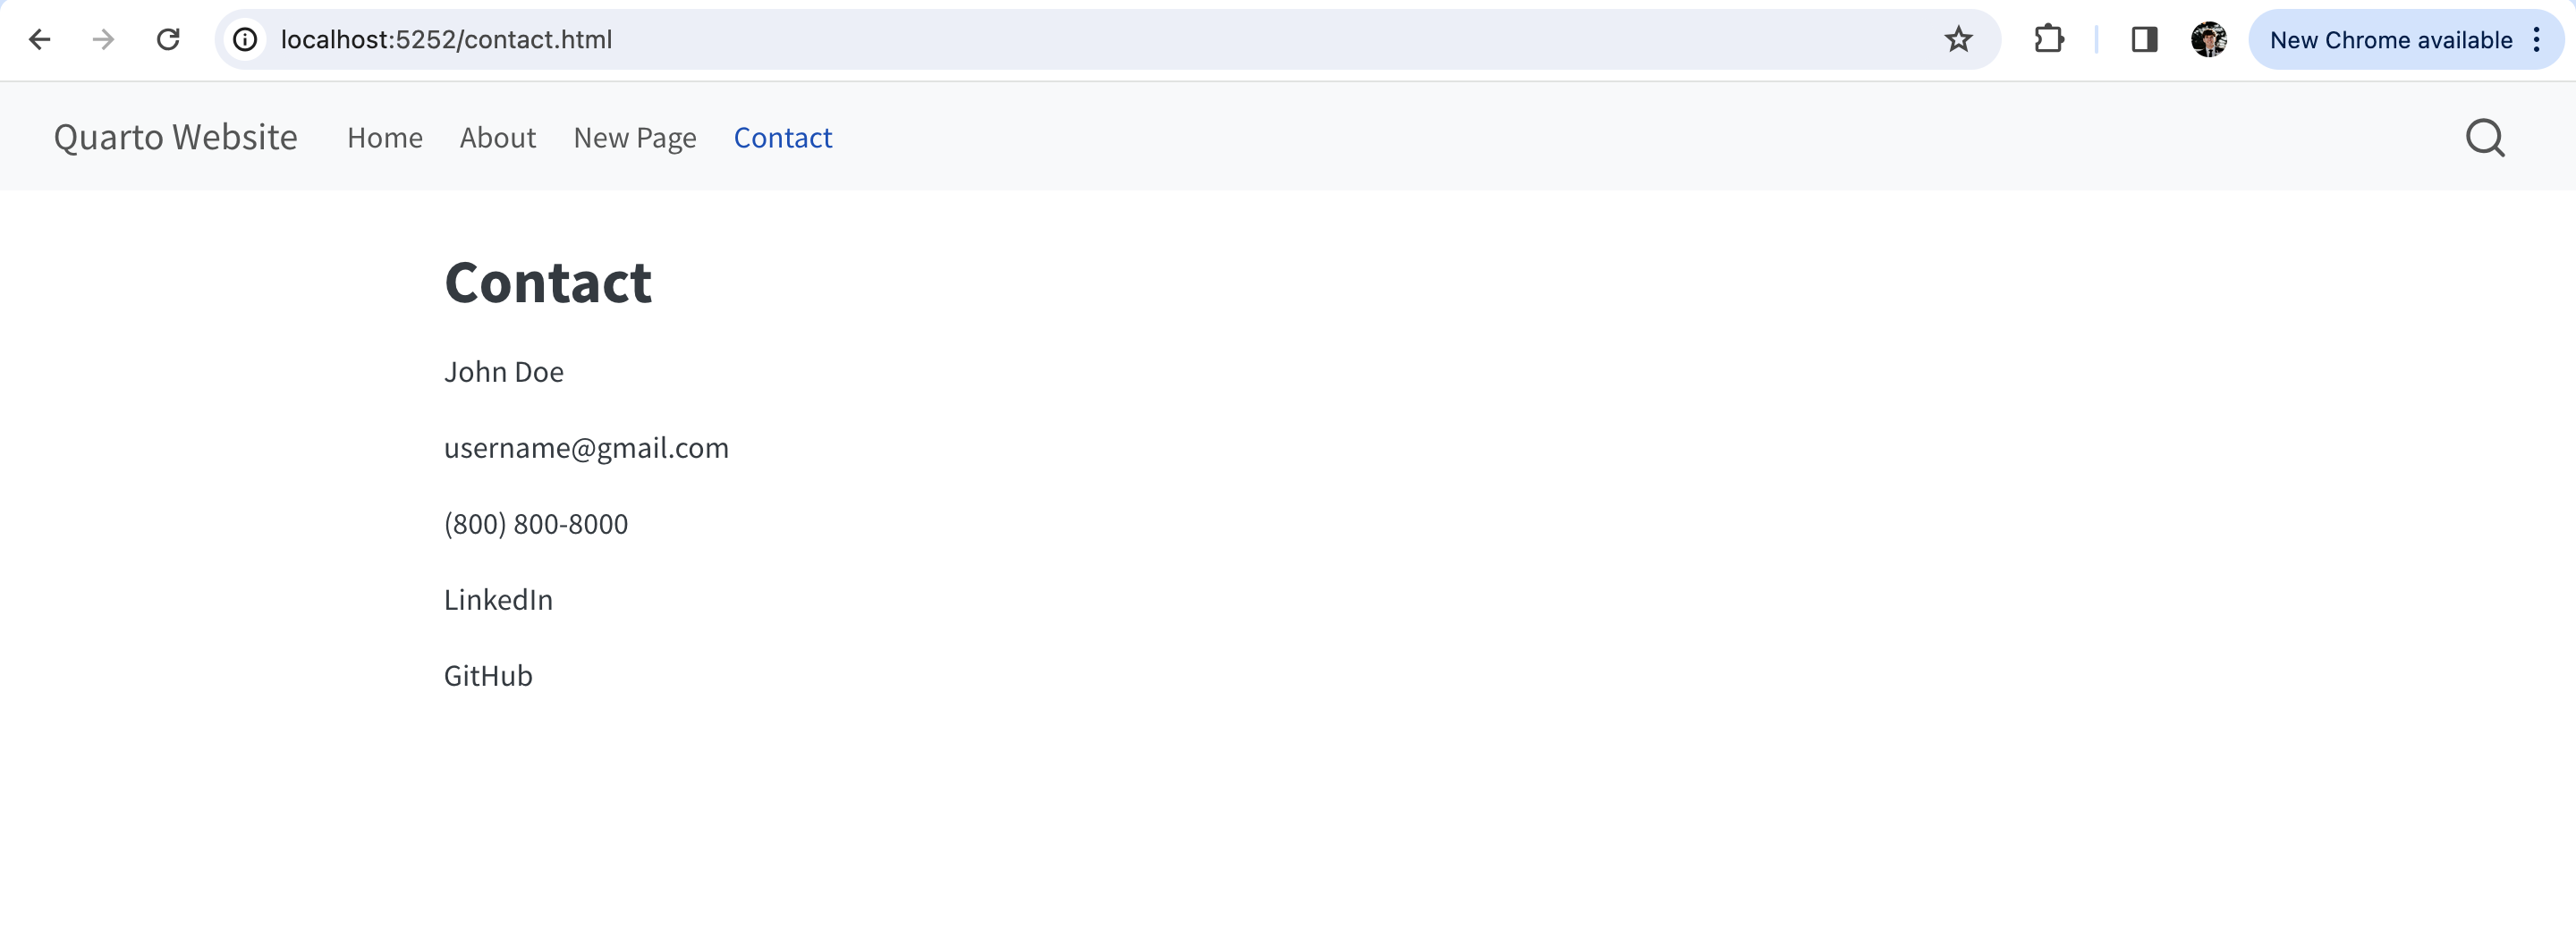 localhost:5252/contact.html
New Chrome available
Quarto Website Home About New Page Contact
Contact
John Doe
username@gmail.com
(800) 800-8000
LinkedIn
GitHub